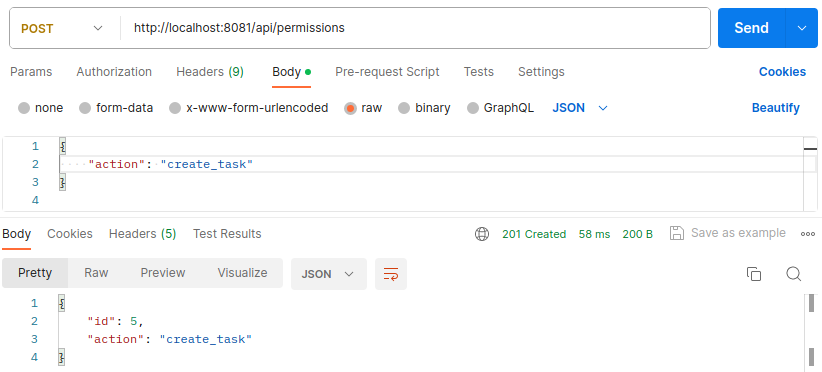 POST http://localhost:8081/api/permissions Send
Params Authorization Headers (9) Body Pre-request Script Tests Settings Cookies
none form-data x-www-form-urlencoded raw binary GraphQL JSON Beautify
1 {
2 "action": "create_task"
3 }
4
Body Cookies Headers (5) Test Results 201 Created 58 ms 200 B Save as example
Pretty Raw Preview Visualize JSON
1 {
2 "id": 5,
3 "action": "create_task"
4 }